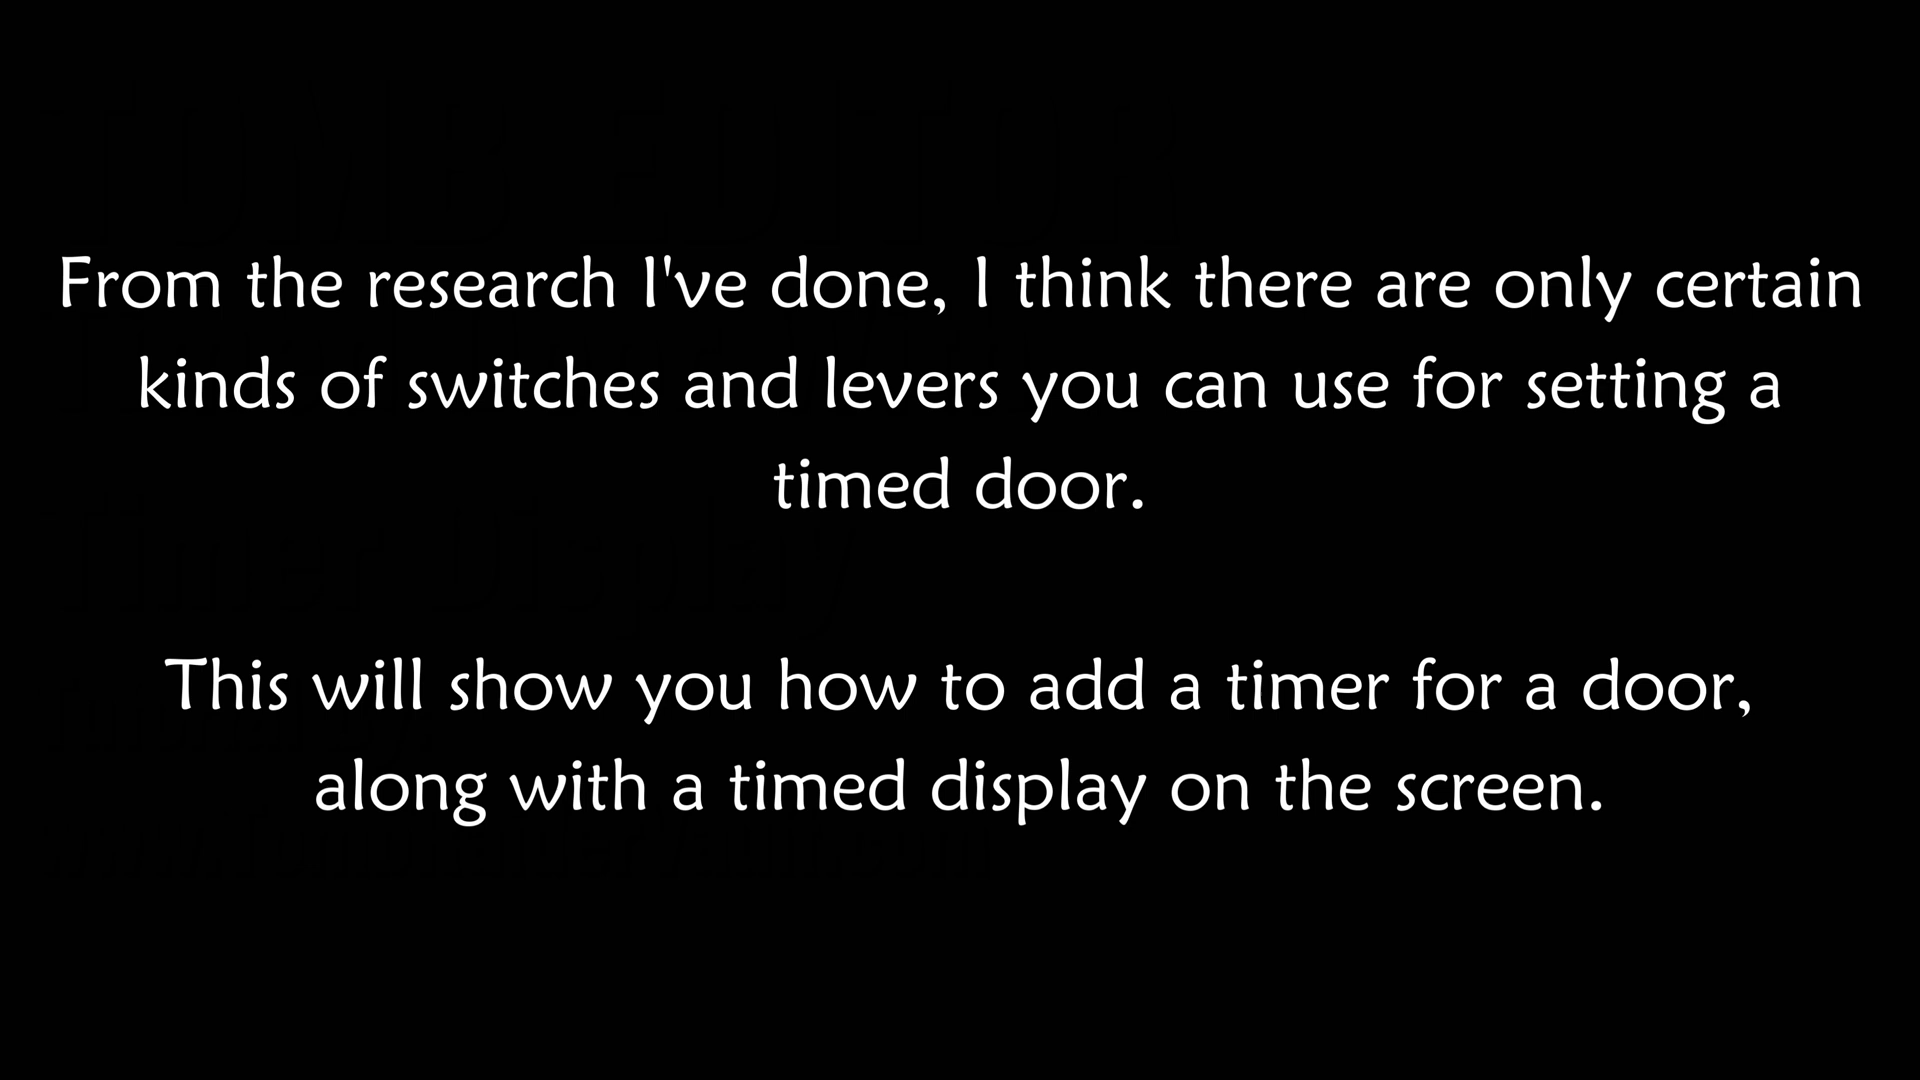 From the research I've done, I think there are only certain
kinds of switches and levers you can use for setting a
timed door.
This will show you how to add a timer for a door,
along with a timed display on the screen.